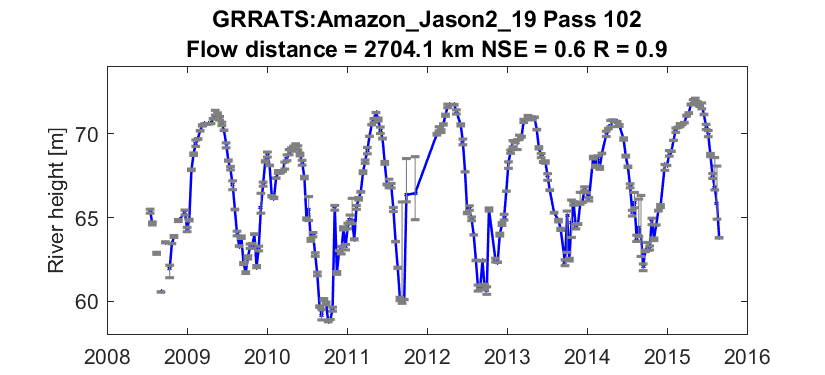 GRRATS:Amazon_Jason2_19 Pass 102
Flow distance = 2704.1 km NSE = 0.6 R = 0.9
River height [m]
70
65
60
2008 2009 2010 2011 2012 2013 2014 2015 2016